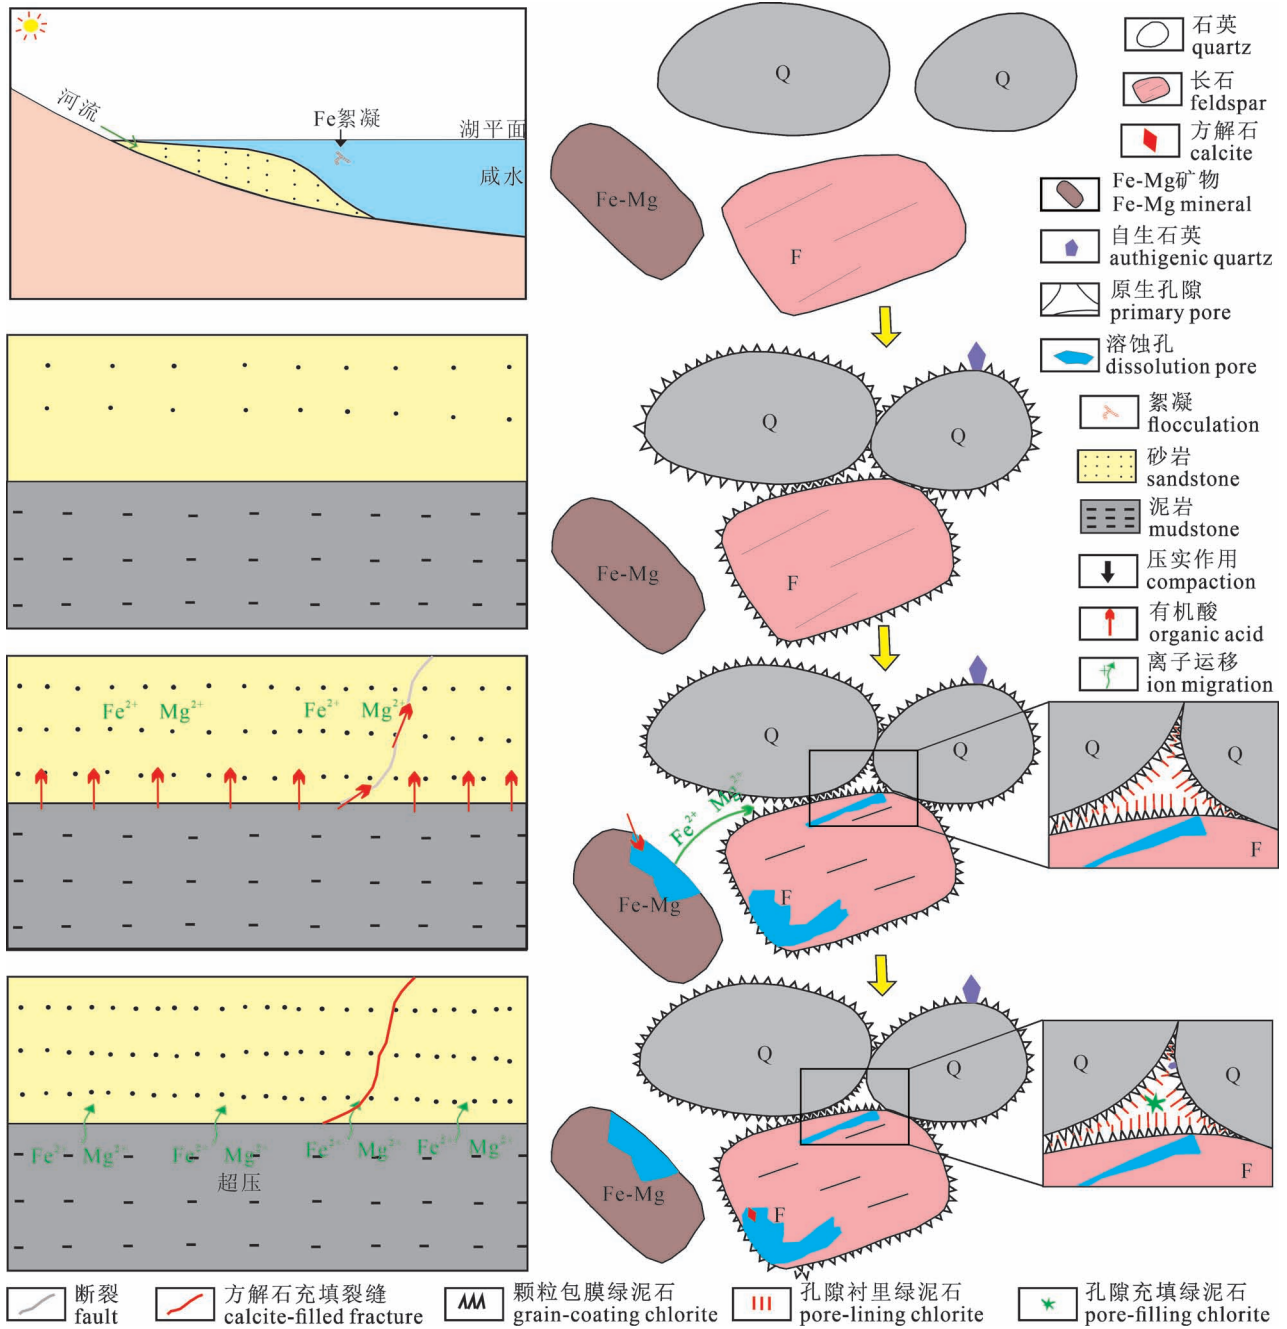 河流
Fe絮凝
湖平面
咸水
Q
Q
Fe-Mg
F
石英
quartz
长石
feldspar
方解石
calcite
Fe-Mg矿物
Fe-Mg mineral
自生石英
authigenic quartz
原生孔隙
primary pore
溶蚀孔
dissolution pore
絮凝
flocculation
砂岩
sandstone
泥岩
mudstone
压实作用
compaction
有机酸
organic acid
离子运移
ion migration
Q
Q
Fe-Mg
F
Fe²⁺ Mg²⁺ Fe²⁺ Mg²⁺
Q
Q
Fe²⁺ Mg²⁺
Fe-Mg
F
Q
Q
F
Fe²⁺ Mg²⁺ Fe²⁺ Mg²⁺ Fe²⁺ Mg²⁺ Fe²⁺ Mg²⁺
超压
Q
Q
Fe-Mg
F
Q
Q
F
断裂
fault
方解石充填裂缝
calcite-filled fracture
颗粒包膜绿泥石
grain-coating chlorite
孔隙衬里绿泥石
pore-lining chlorite
孔隙充填绿泥石
pore-filling chlorite